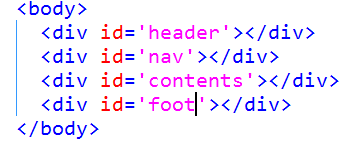 <body>
<div id='header'></div>
<div id='nav'></div>
<div id='contents'></div>
<div id='foot'></div>
</body>